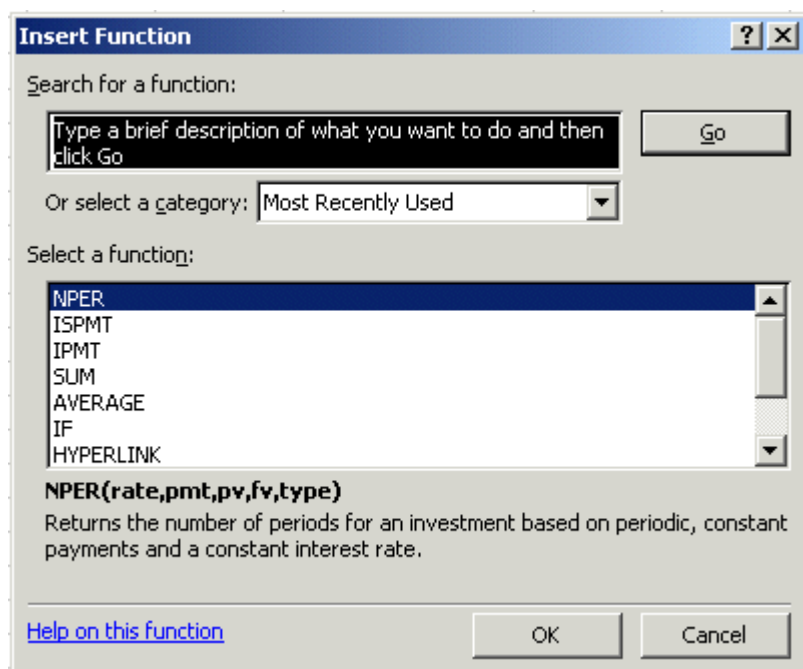 Insert Function
Search for a function:
Type a brief description of what you want to do and then
click Go
Go
Or select a category: Most Recently Used
Select a function:
NPER
ISPMT
IPMT
SUM
AVERAGE
IF
HYPERLINK
NPER(rate,pmt,pv,fv,type)
Returns the number of periods for an investment based on periodic, constant
payments and a constant interest rate.
Help on this function
OK
Cancel